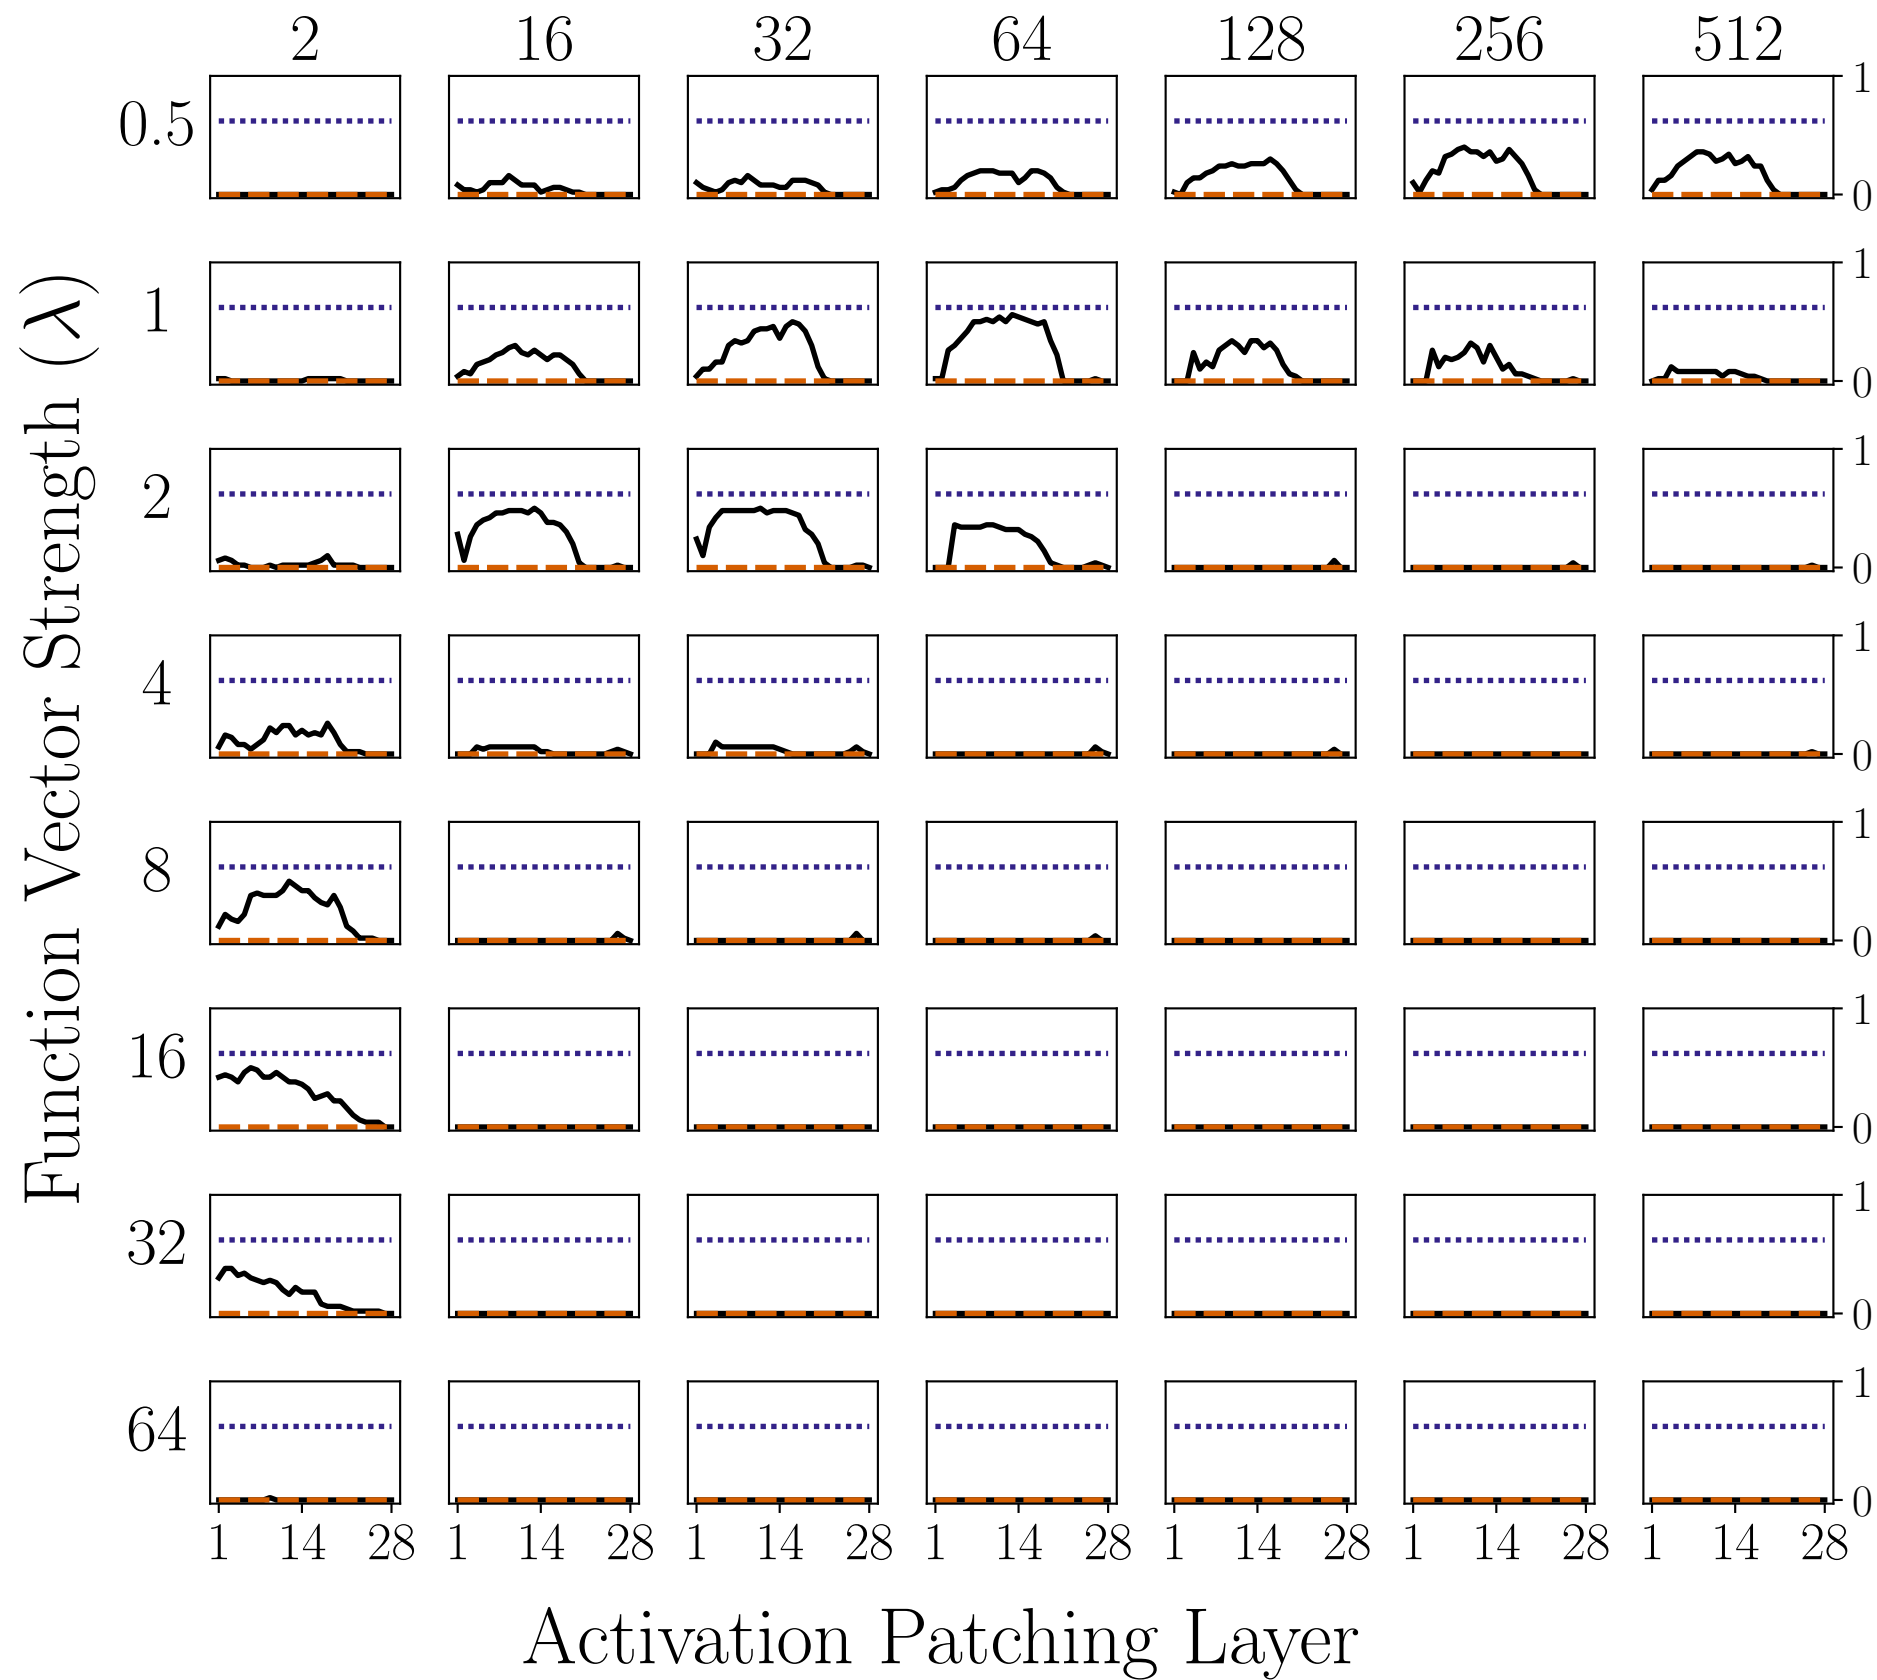 2 16 32 64 128 256 512
0.5 1 0
1 1 0
2 1 0
4 1 0
8 1 0
16 1 0
32 1 0
64 1 0
1 14 28 1 14 28 1 14 28 1 14 28 1 14 28 1 14 28 1 14 28
Function Vector Strength (λ)
Activation Patching Layer